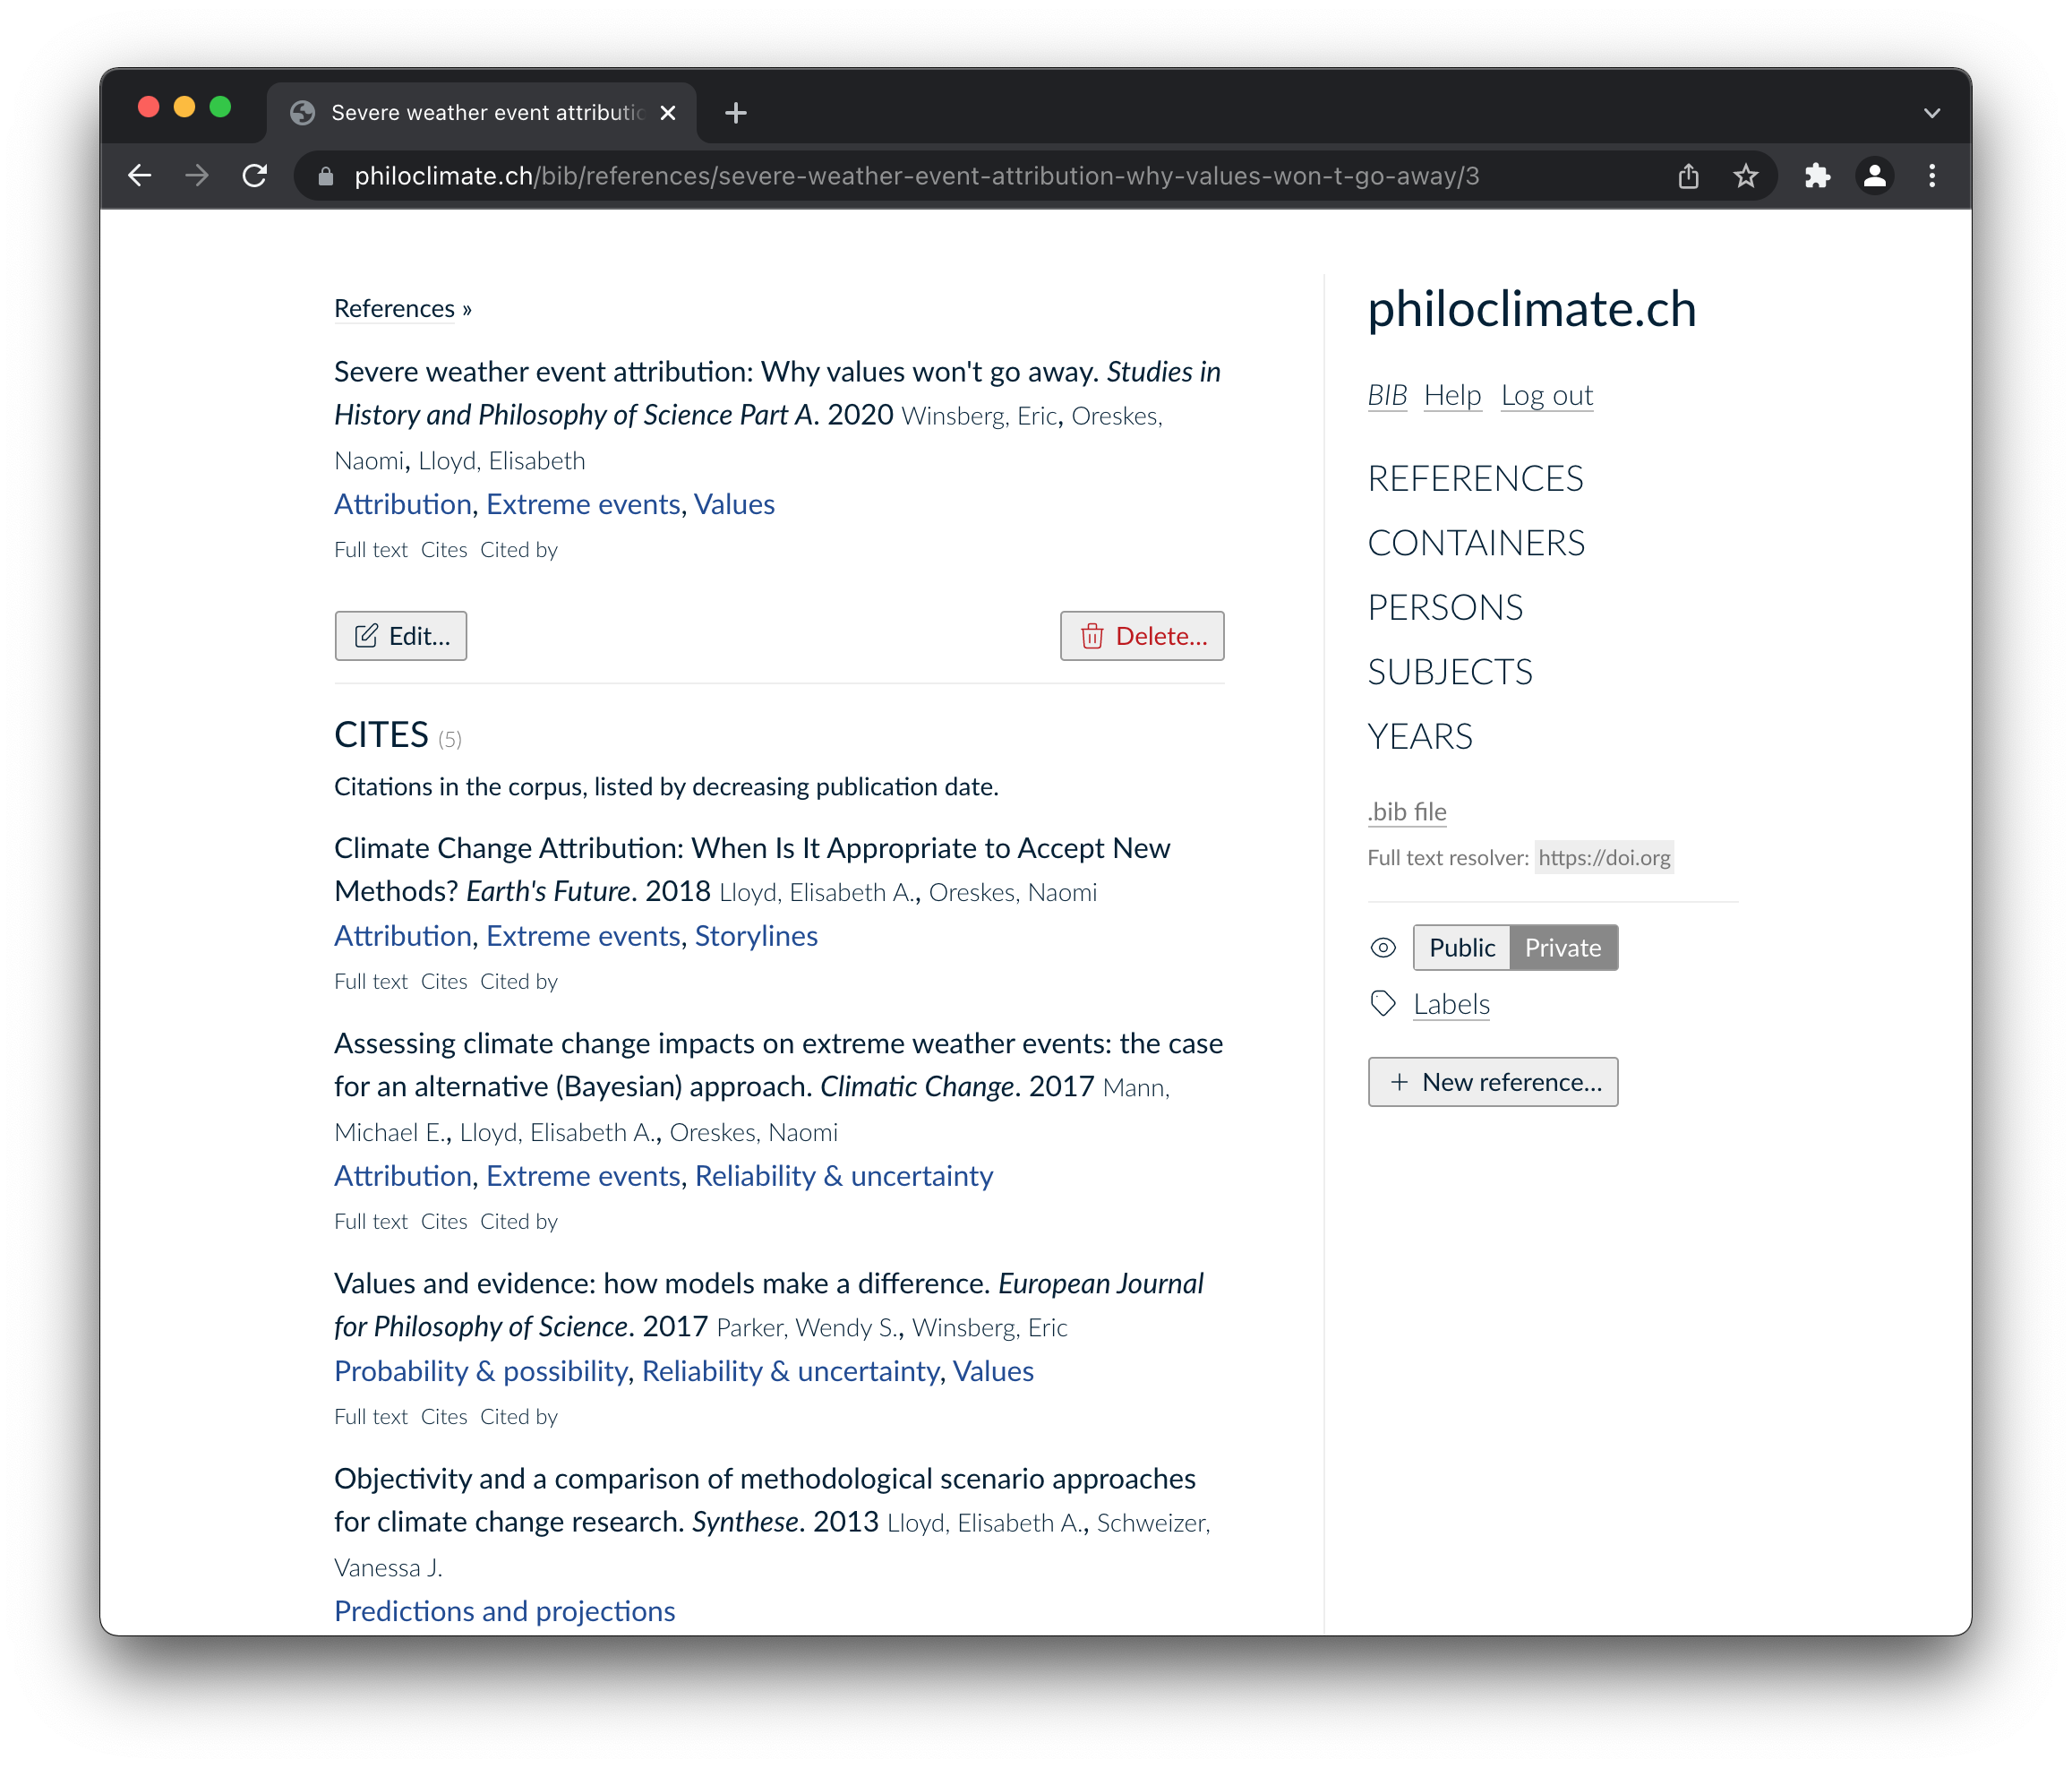 Severe weather event attributio
philoclimate.ch/bib/references/severe-weather-event-attribution-why-values-won-t-go-away/3
References »
Severe weather event attribution: Why values won't go away. Studies in
History and Philosophy of Science Part A. 2020 Winsberg, Eric, Oreskes,
Naomi, Lloyd, Elisabeth
Attribution, Extreme events, Values
Full text Cites Cited by
Edit…
Delete…
CITES (5)
Citations in the corpus, listed by decreasing publication date.
Climate Change Attribution: When Is It Appropriate to Accept New
Methods? Earth's Future. 2018 Lloyd, Elisabeth A., Oreskes, Naomi
Attribution, Extreme events, Storylines
Full text Cites Cited by
Assessing climate change impacts on extreme weather events: the case
for an alternative (Bayesian) approach. Climatic Change. 2017 Mann,
Michael E., Lloyd, Elisabeth A., Oreskes, Naomi
Attribution, Extreme events, Reliability & uncertainty
Full text Cites Cited by
Values and evidence: how models make a difference. European Journal
for Philosophy of Science. 2017 Parker, Wendy S., Winsberg, Eric
Probability & possibility, Reliability & uncertainty, Values
Full text Cites Cited by
Objectivity and a comparison of methodological scenario approaches
for climate change research. Synthese. 2013 Lloyd, Elisabeth A., Schweizer,
Vanessa J.
Predictions and projections
philoclimate.ch
BIB Help Log out
REFERENCES
CONTAINERS
PERSONS
SUBJECTS
YEARS
.bib file
Full text resolver: https://doi.org
Public Private
Labels
+ New reference…